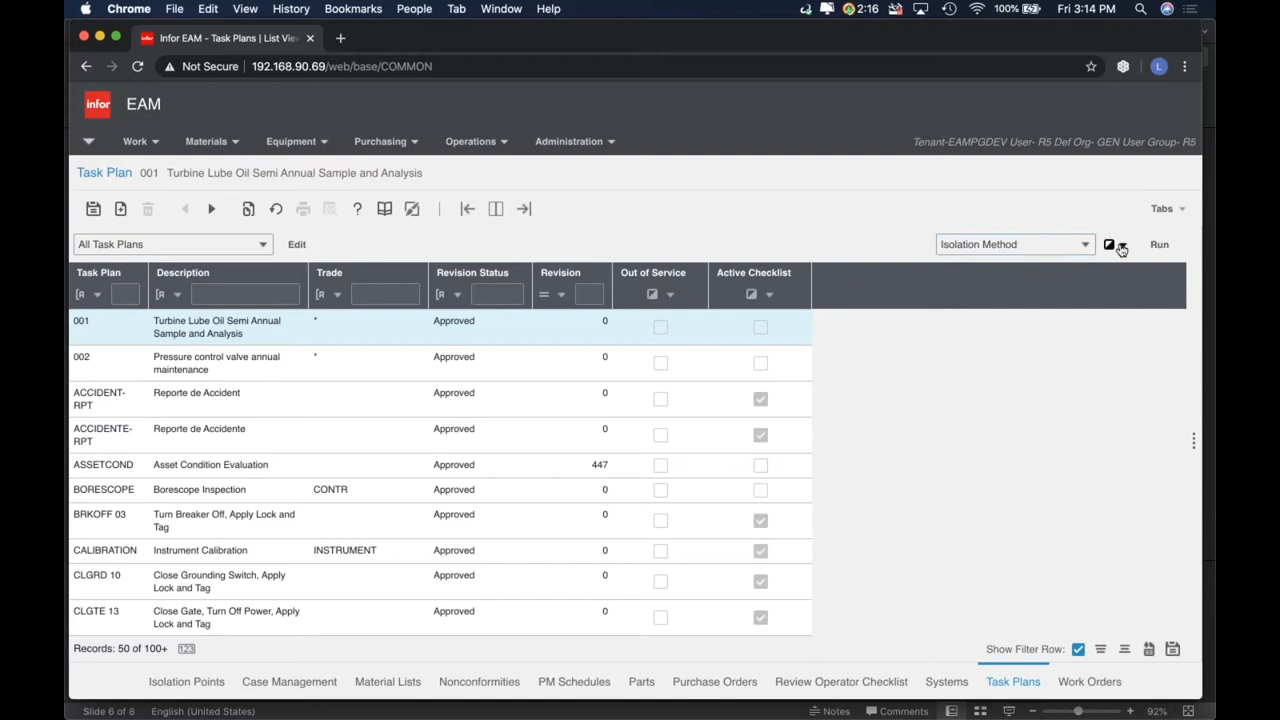 Chrome File Edit View History Bookmarks People Tab Window Help 2:16 100% Fri 3:14 PM
Infor EAM - Task Plans | List Vie
Not Secure 192.168.90.69/web/base/COMMON L
infor EAM
Work Materials Equipment Purchasing Operations Administration Tenant-EAMPGDEV User- R5 Def Org- GEN User Group- R5
Task Plan 001 Turbine Lube Oil Semi Annual Sample and Analysis
Tabs
All Task Plans Edit Isolation Method Run
Task Plan Description Trade Revision Status Revision Out of Service Active Checklist
001 Turbine Lube Oil Semi Annual * Approved 0
Sample and Analysis
002 Pressure control valve annual * Approved 0
maintenance
ACCIDENT- Reporte de Accident Approved 0
RPT
ACCIDENTE- Reporte de Accidente Approved 0
RPT
ASSETCOND Asset Condition Evaluation Approved 447
BORESCOPE Borescope Inspection CONTR Approved 0
BRKOFF 03 Turn Breaker Off, Apply Lock and Approved 0
Tag
CALIBRATION Instrument Calibration INSTRUMENT Approved 0
CLGRD 10 Close Grounding Switch, Apply Approved 0
Lock and Tag
CLGTE 13 Close Gate, Turn Off Power, Apply Approved 0
Lock and Tag
Records: 50 of 100+ 123 Show Filter Row:
Isolation Points Case Management Material Lists Nonconformities PM Schedules Parts Purchase Orders Review Operator Checklist Systems Task Plans Work Orders
Slide 6 of 8 English (United States) Notes Comments 92%